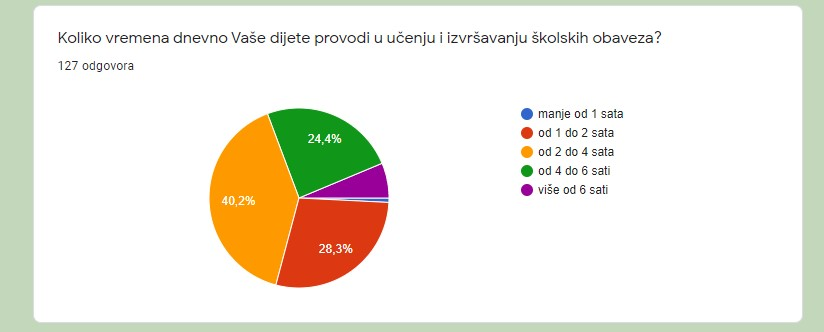 Koliko vremena dnevno Vaše dijete provodi u učenju i izvršavanju školskih obaveza?
127 odgovora
manje od 1 sata
od 1 do 2 sata
od 2 do 4 sata
od 4 do 6 sati
više od 6 sati
24,4%
40,2%
28,3%